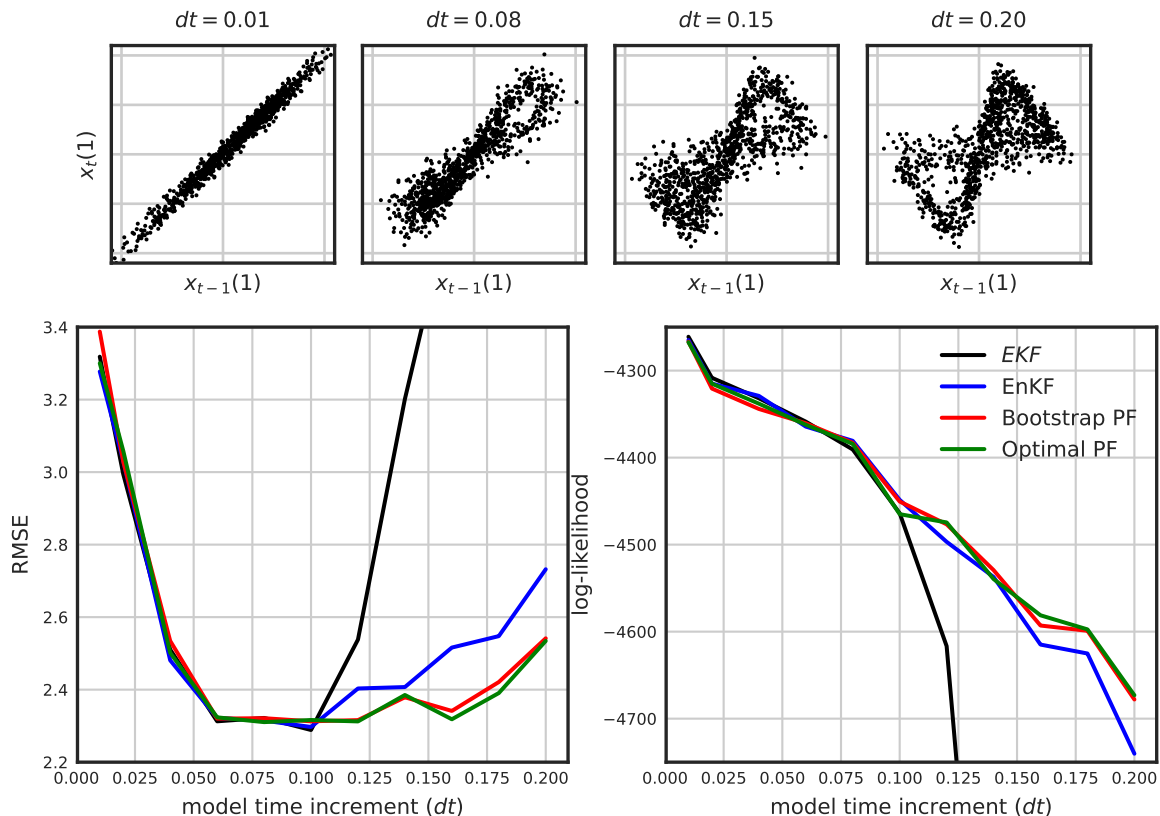 dt = 0.01
dt = 0.08
dt = 0.15
dt = 0.20
x_t(1)
x_{t−1}(1)
x_{t−1}(1)
x_{t−1}(1)
x_{t−1}(1)
3.4
3.2
3.0
2.8
2.6
2.4
2.2
RMSE
0.000 0.025 0.050 0.075 0.100 0.125 0.150 0.175 0.200
model time increment (dt)
−4300
−4400
−4500
−4600
−4700
log-likelihood
EKF
EnKF
Bootstrap PF
Optimal PF
0.000 0.025 0.050 0.075 0.100 0.125 0.150 0.175 0.200
model time increment (dt)